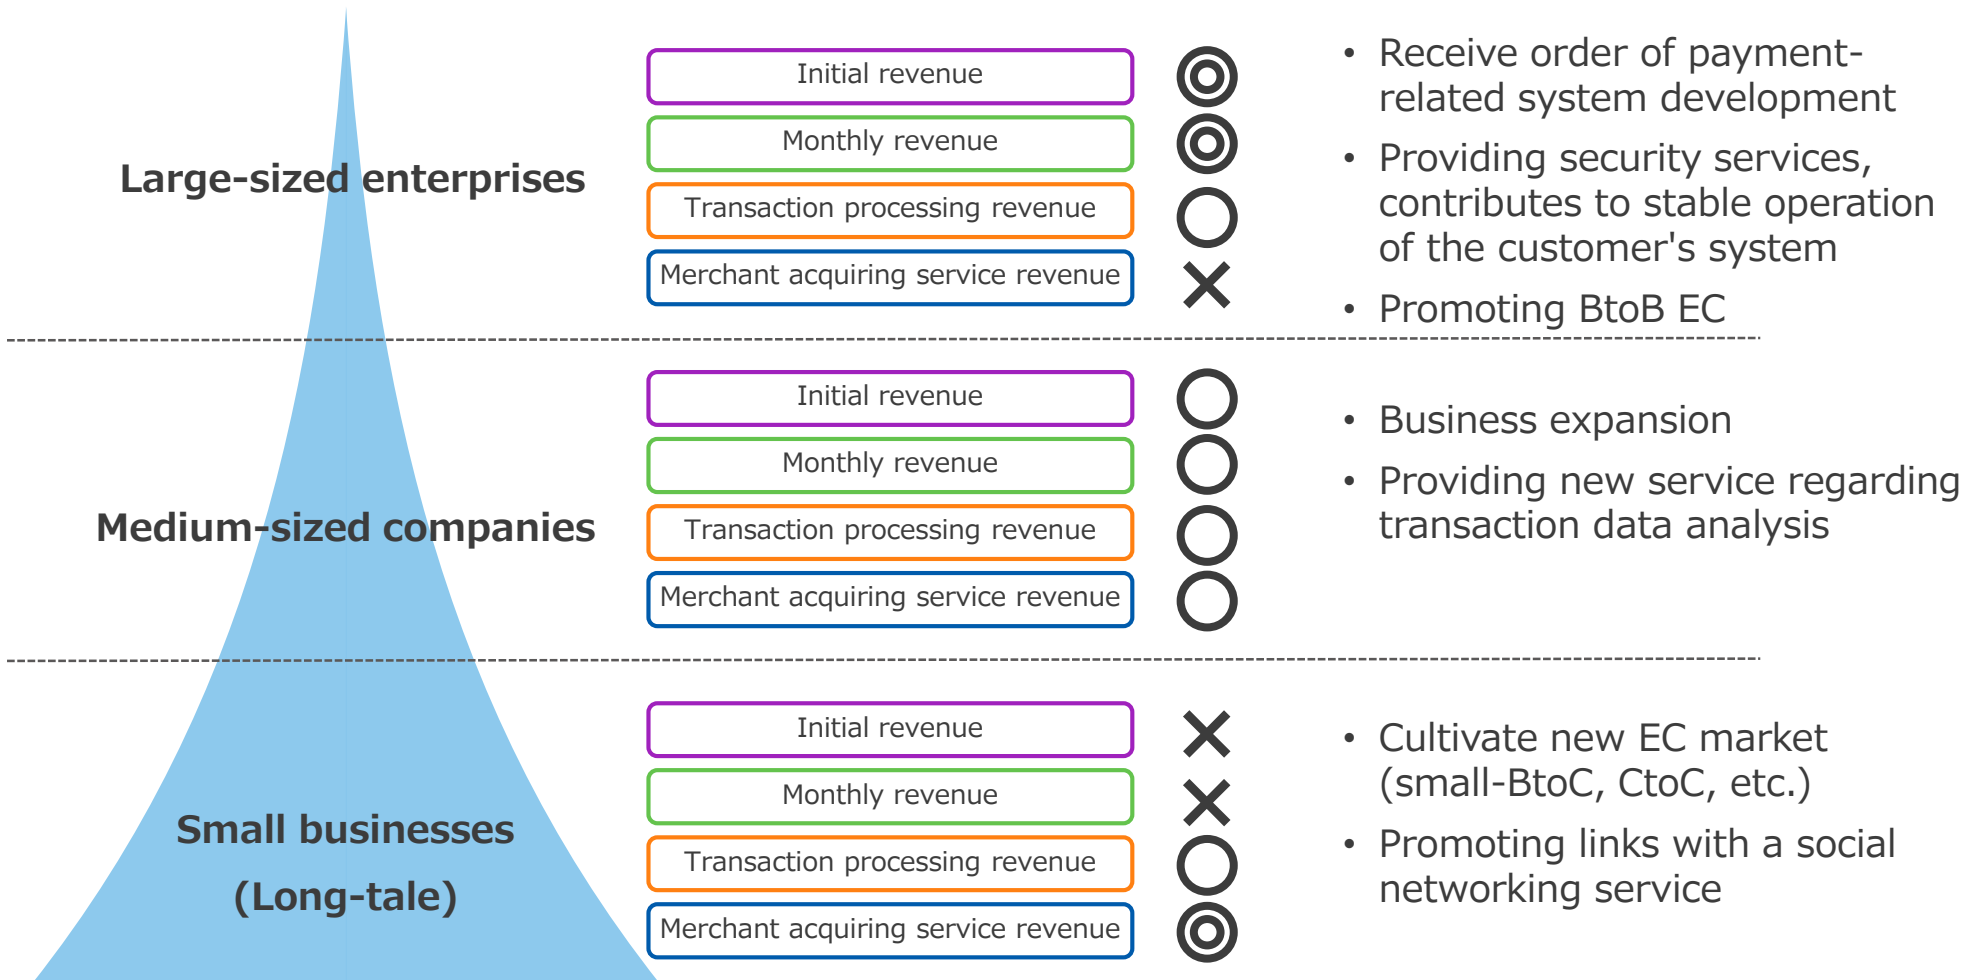 Large-sized enterprises
Initial revenue
Monthly revenue
Transaction processing revenue
Merchant acquiring service revenue
• Receive order of payment-
related system development
• Providing security services,
contributes to stable operation
of the customer's system
• Promoting BtoB EC
Medium-sized companies
Initial revenue
Monthly revenue
Transaction processing revenue
Merchant acquiring service revenue
• Business expansion
• Providing new service regarding
transaction data analysis
Small businesses
(Long-tale)
Initial revenue
Monthly revenue
Transaction processing revenue
Merchant acquiring service revenue
• Cultivate new EC market
(small-BtoC, CtoC, etc.)
• Promoting links with a social
networking service